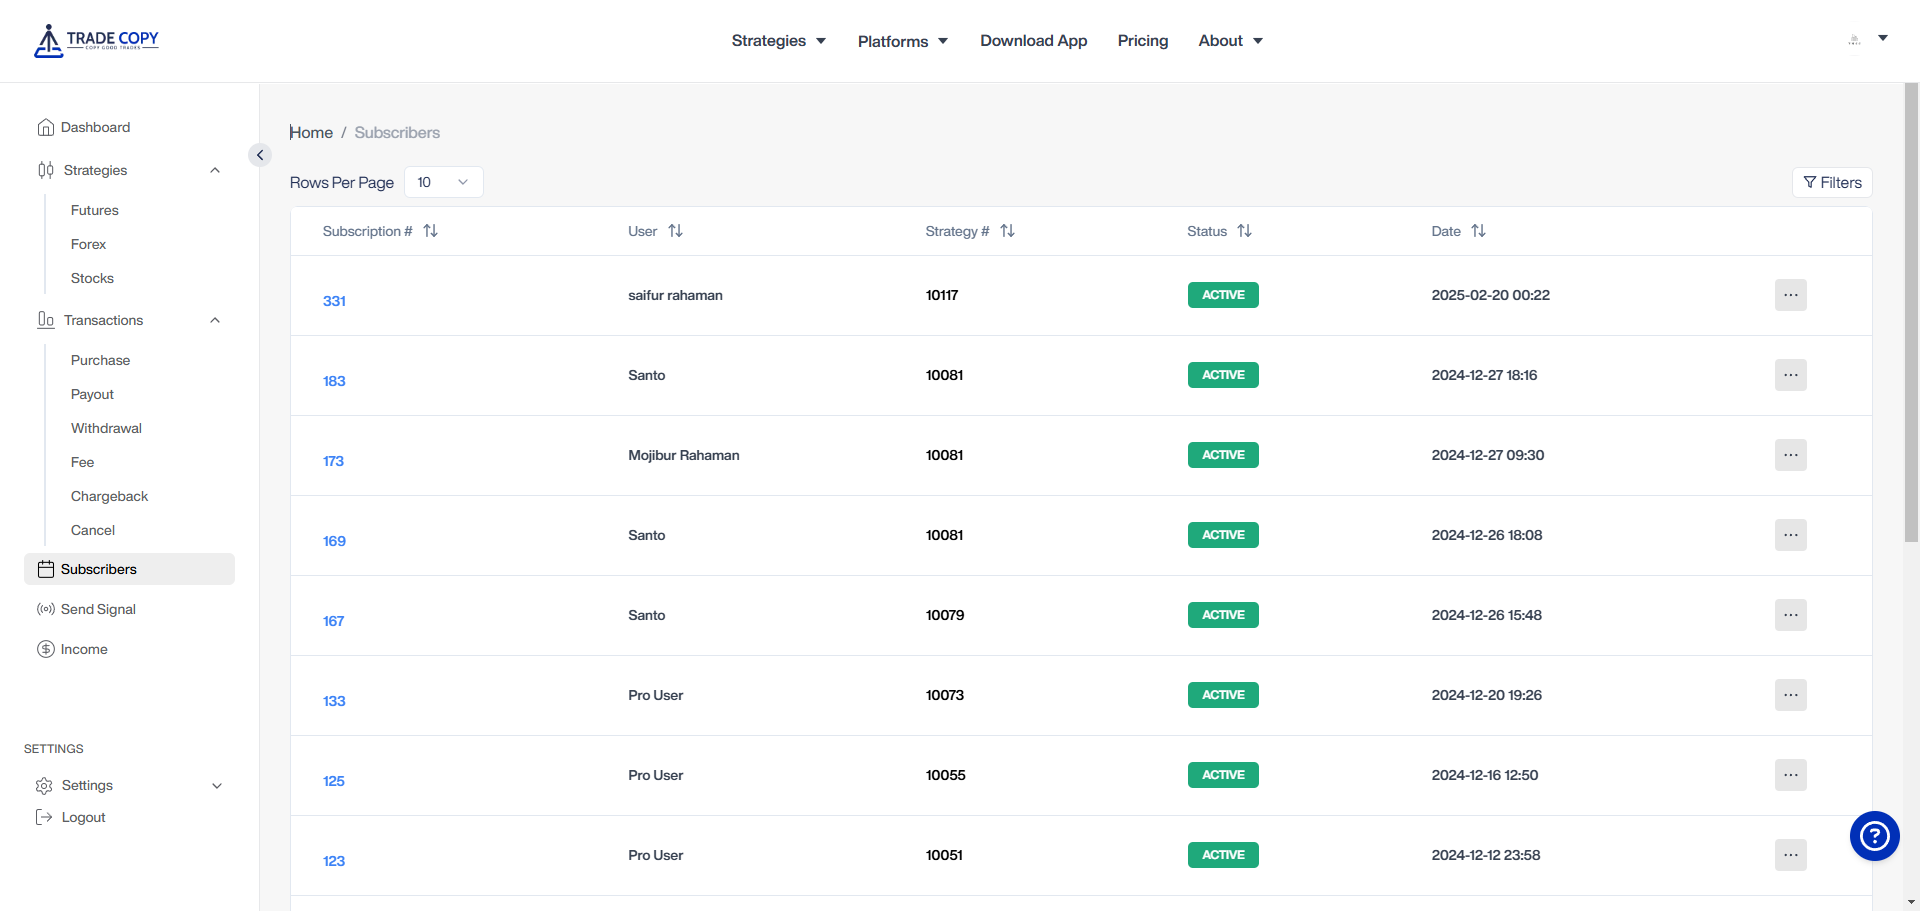 TRADE COPY
COPY GOOD TRADES
Strategies
Platforms
Download App
Pricing
About
Dashboard
Strategies
Futures
Forex
Stocks
Transactions
Purchase
Payout
Withdrawal
Fee
Chargeback
Cancel
Subscribers
Send Signal
Income
SETTINGS
Settings
Logout
Home / Subscribers
Rows Per Page 10
Filters
Subscription # User Strategy # Status Date
331 saifur rahaman 10117 ACTIVE 2025-02-20 00:22 ...
183 Santo 10081 ACTIVE 2024-12-27 18:16 ...
173 Mojibur Rahaman 10081 ACTIVE 2024-12-27 09:30 ...
169 Santo 10081 ACTIVE 2024-12-26 18:08 ...
167 Santo 10079 ACTIVE 2024-12-26 15:48 ...
133 Pro User 10073 ACTIVE 2024-12-20 19:26 ...
125 Pro User 10055 ACTIVE 2024-12-16 12:50 ...
123 Pro User 10051 ACTIVE 2024-12-12 23:58 ...
?